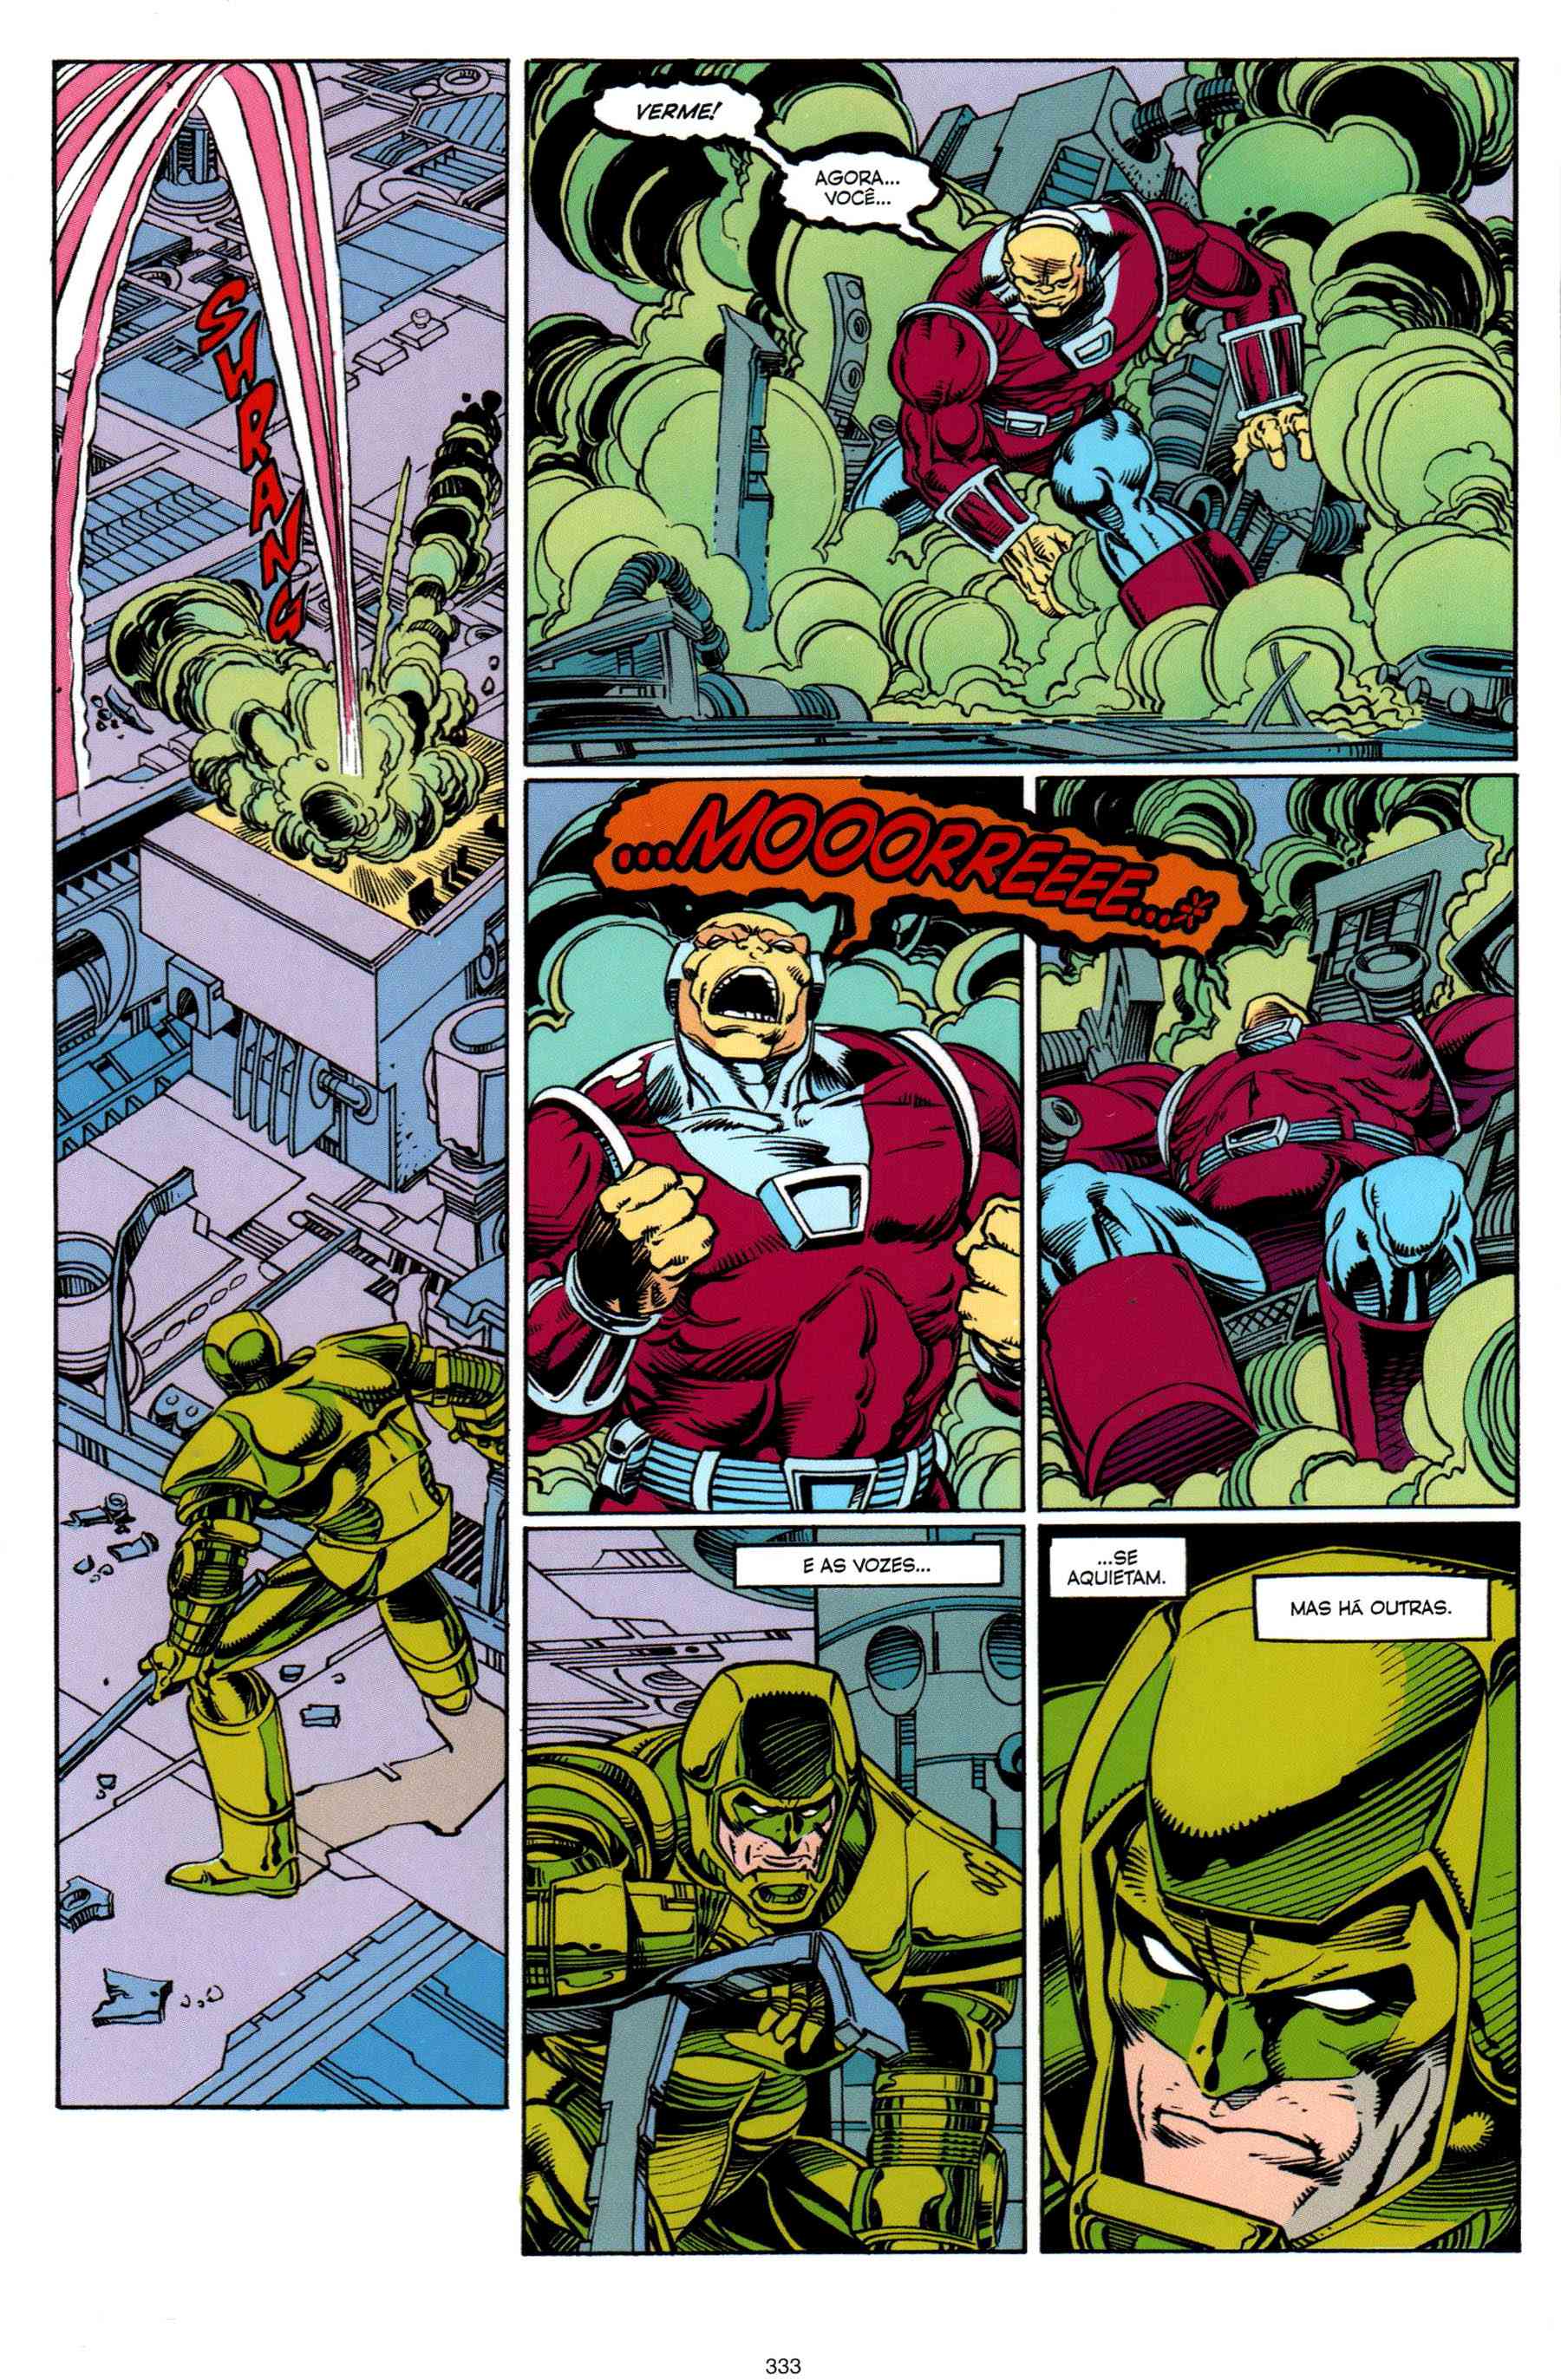 SHRANG
VERME!
AGORA...
VOCÊ...
...MOOORREEEE...*
E AS VOZES...
...SE
AQUIETAM.
MAS HÁ OUTRAS.
333